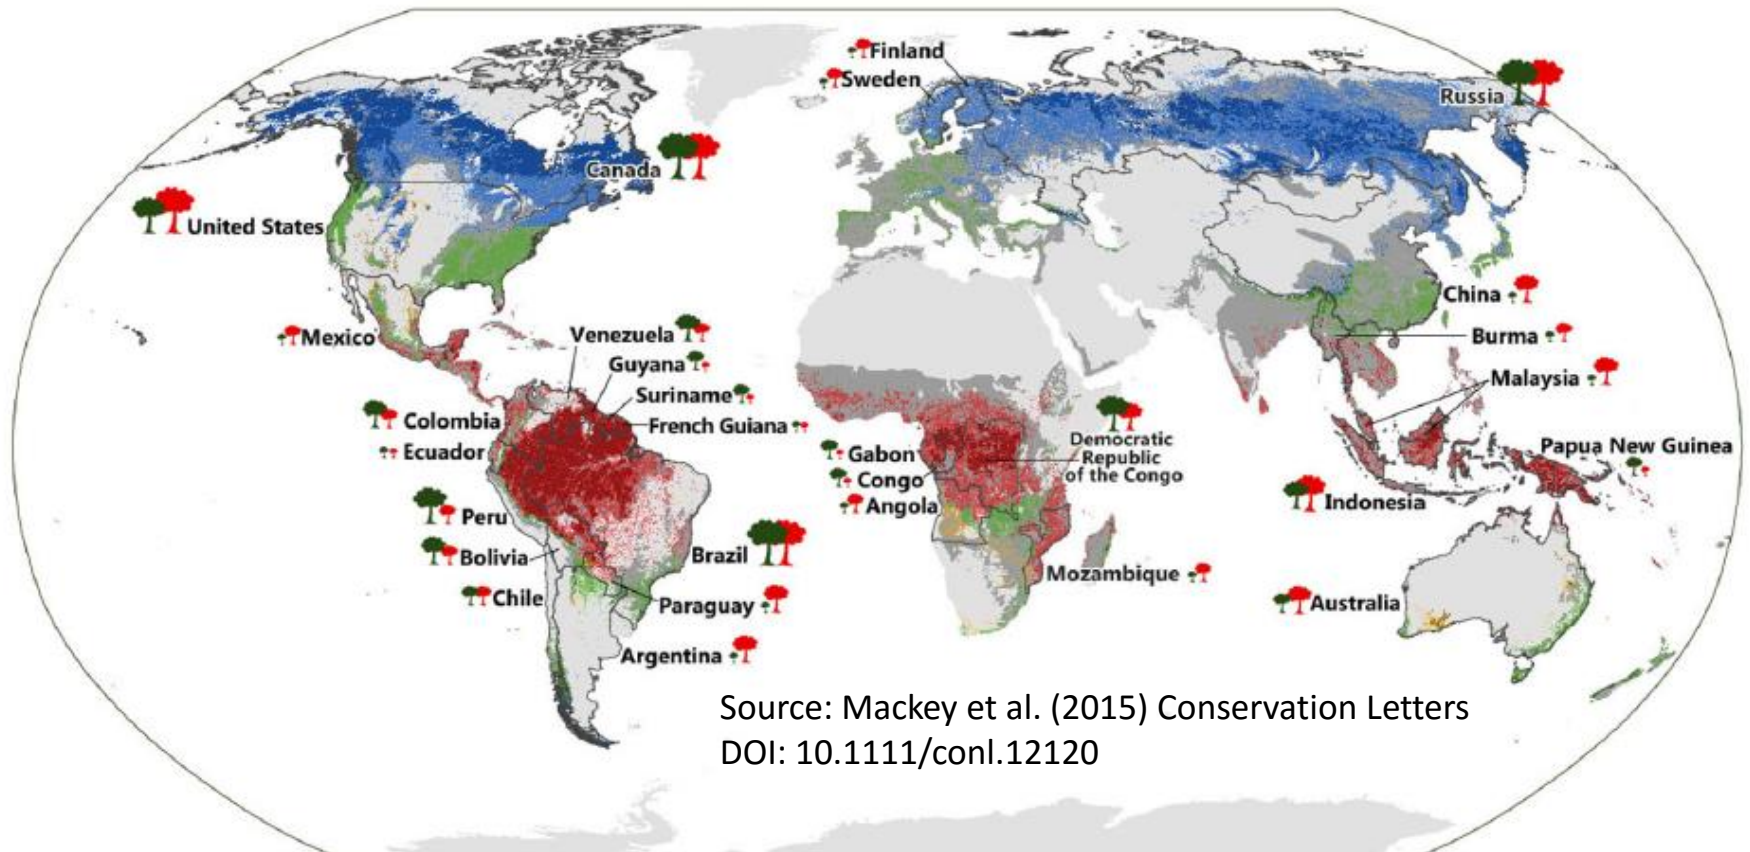 Finland
Sweden
Russia
Canada
United States
China
Mexico
Venezuela
Burma
Guyana
Malaysia
Suriname
Colombia
French Guiana
Democratic
Republic
of the Congo
Ecuador
Gabon
Papua New Guinea
Congo
Angola
Indonesia
Peru
Bolivia
Brazil
Mozambique
Chile
Paraguay
Australia
Argentina
Source: Mackey et al. (2015) Conservation Letters
DOI: 10.1111/conl.12120